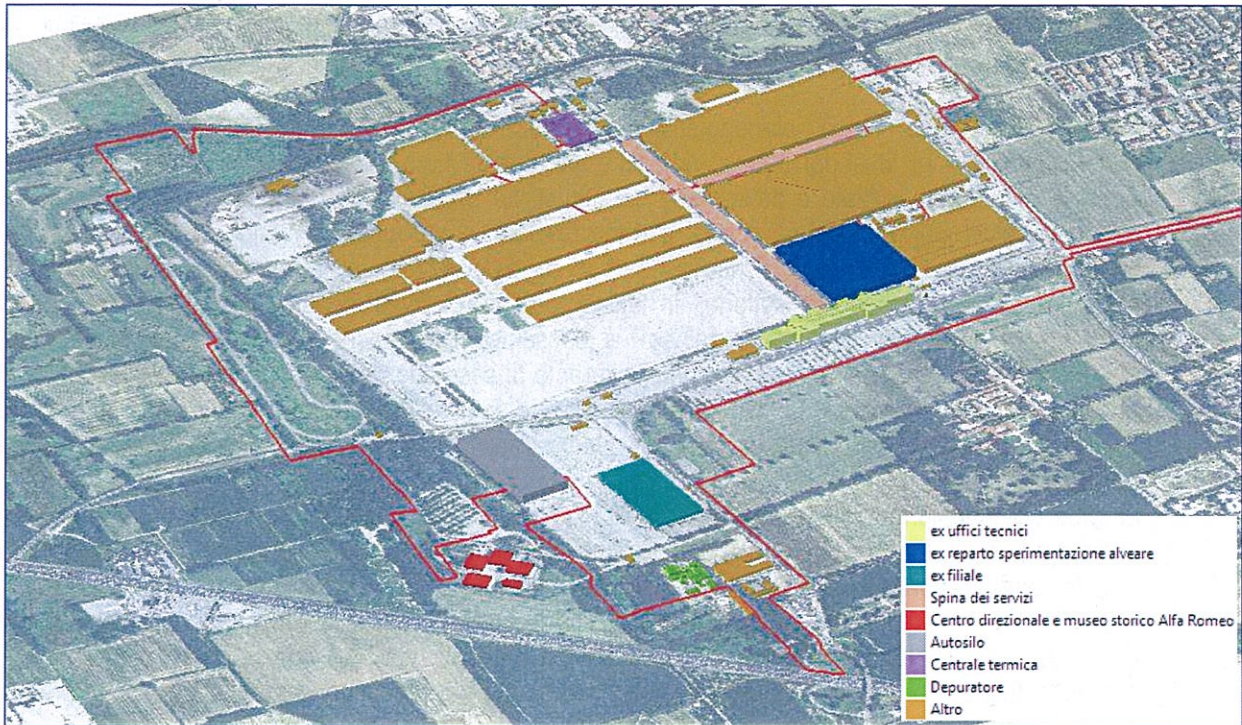 ex uffici tecnici
ex reparto sperimentazione alveare
ex filiale
Spina dei servizi
Centro direzionale e museo storico Alfa Romeo
Autosilo
Centrale termica
Depuratore
Altro